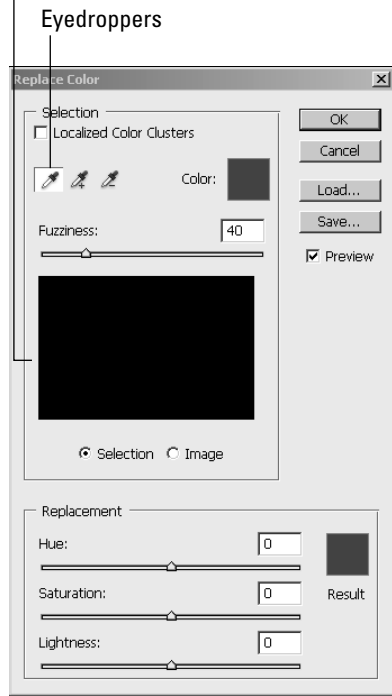 Eyedroppers
Replace Color
Selection
Localized Color Clusters
OK
Cancel
Color:
Load...
Save...
Fuzziness:
40
Preview
Selection
Image
Replacement
Hue:
0
Saturation:
0
Result
Lightness:
0